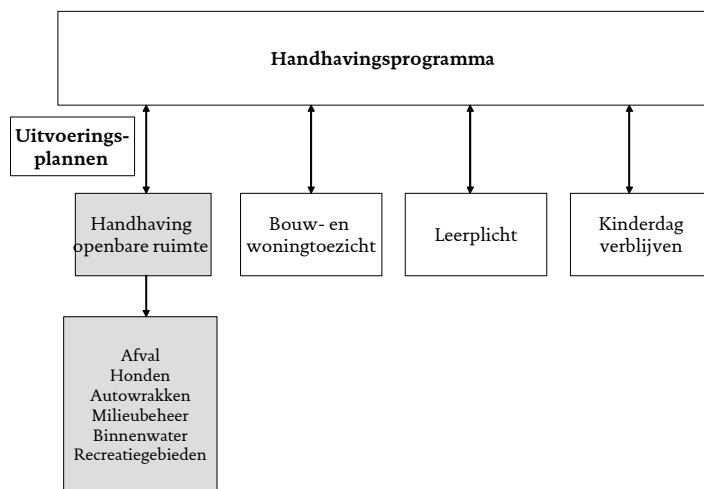 Handhavingsprogramma
Uitvoerings-
plannen
Handhaving
openbare ruimte
Bouw- en
woningtoezicht
Leerplicht
Kinderdag
verblijven
Afval
Honden
Autowrakken
Milieubeheer
Binnenwater
Recreatiegebieden